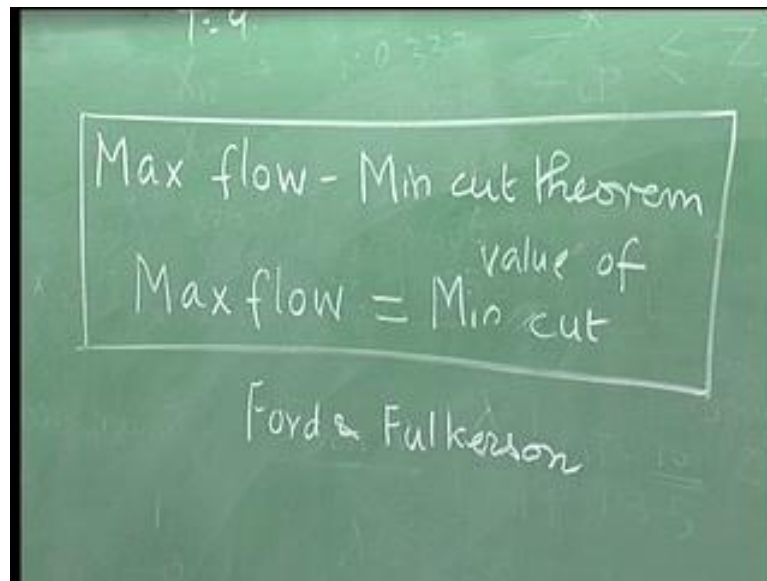 Max flow - Min cut theorem
value of
Max flow = Min cut
Ford & Fulkerson